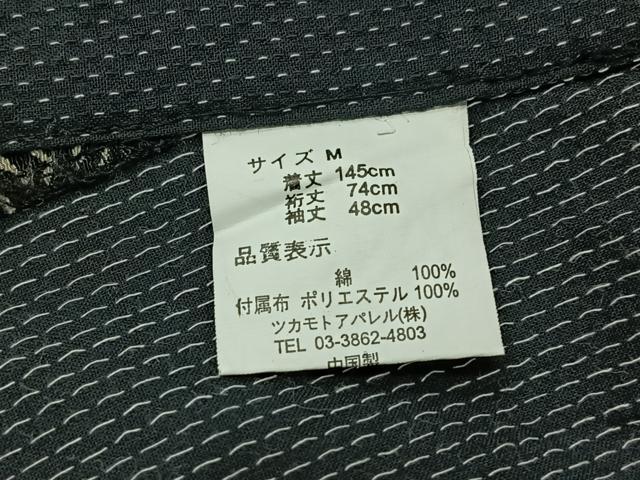 サイズ M
着丈 145cm
裄丈 74cm
袖丈 48cm
品質表示
綿 100%
付属布 ポリエステル 100%
ツカモトアパレル(株)
TEL 03-3862-4803
中国製